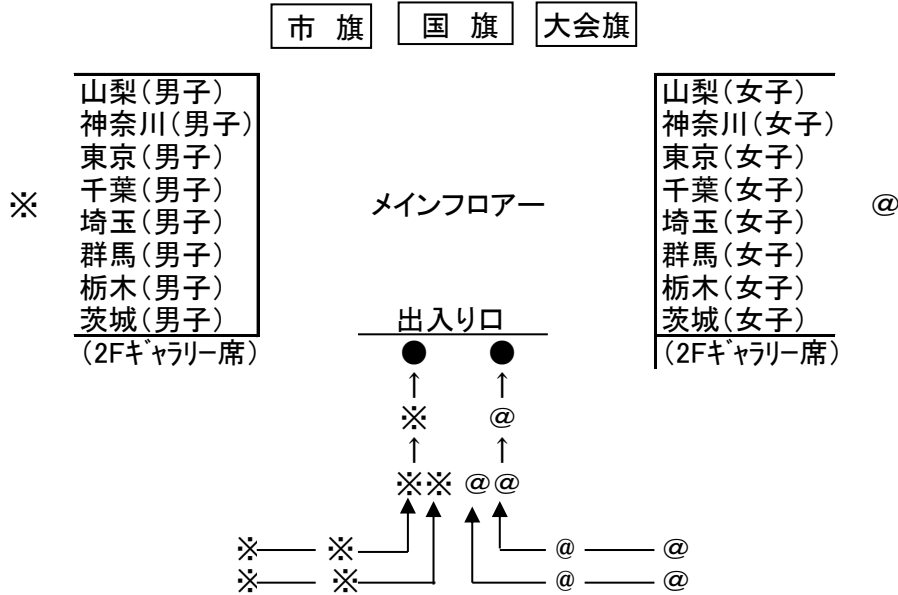 市 旗 国 旗 大会旗
山梨(男子) 山梨(女子)
神奈川(男子) 神奈川(女子)
東京(男子) 東京(女子)
※ 千葉(男子) メインフロアー 千葉(女子) @
埼玉(男子) 埼玉(女子)
群馬(男子) 群馬(女子)
栃木(男子) 栃木(女子)
茨城(男子) 出入り口 茨城(女子)
(2Fギャラリー席) ● ● (2Fギャラリー席)
↑ ↑
※ @
↑ ↑
※※ @@
※ ※ @ @
※ ※ @ @